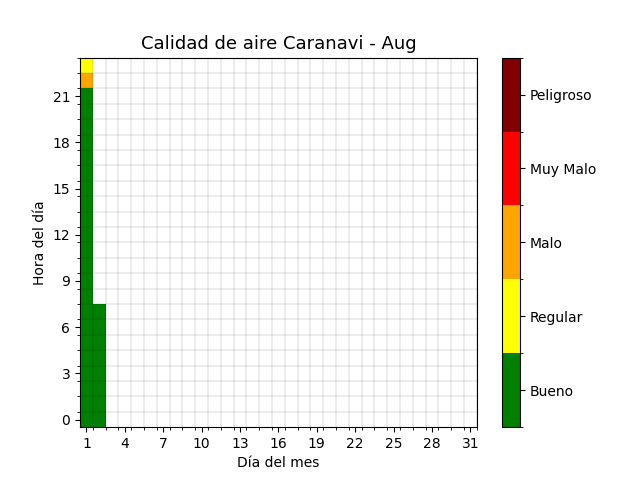 Calidad de aire Caranavi - Aug
Hora del día
21
18
15
12
9
6
3
0
1 4 7 10 13 16 19 22 25 28 31
Día del mes
Peligroso
Muy Malo
Malo
Regular
Bueno